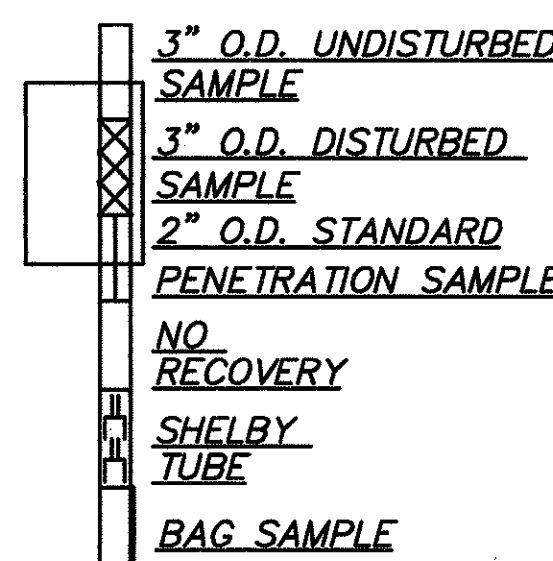 3" O.D. UNDISTURBED
SAMPLE
3" O.D. DISTURBED
SAMPLE
2" O.D. STANDARD
PENETRATION SAMPLE
NO
RECOVERY
SHELBY
TUBE
BAG SAMPLE